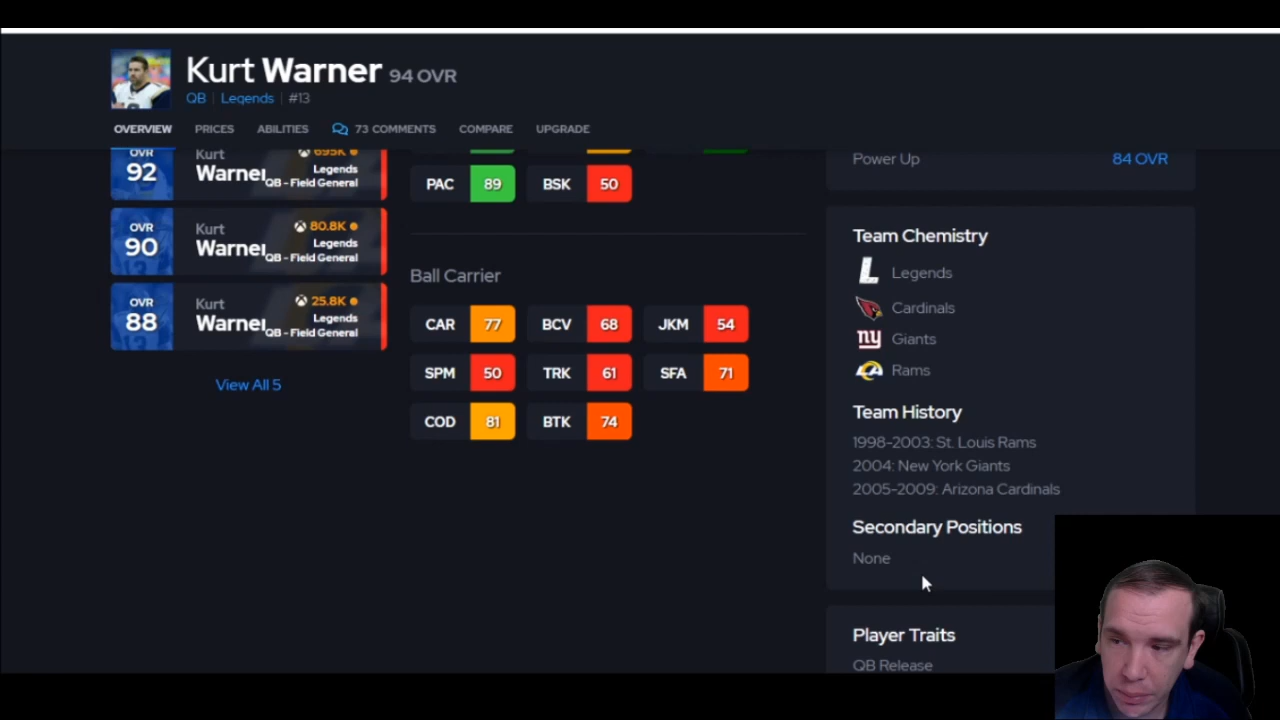 Kurt Warner 94 OVR
QB | Legends | #13
OVERVIEW PRICES ABILITIES 73 COMMENTS COMPARE UPGRADE
OVR
92
Kurt
Warner
695K
Legends
QB - Field General
OVR
90
Kurt
Warner
80.8K
Legends
QB - Field General
OVR
88
Kurt
Warner
25.8K
Legends
QB - Field General
View All 5
PAC 89 BSK 50
Ball Carrier
CAR 77 BCV 68 JKM 54
SPM 50 TRK 61 SFA 71
COD 81 BTK 74
Power Up 84 OVR
Team Chemistry
L Legends
Cardinals
ny Giants
Rams
Team History
1998-2003: St. Louis Rams
2004: New York Giants
2005-2009: Arizona Cardinals
Secondary Positions
None
Player Traits
QB Release